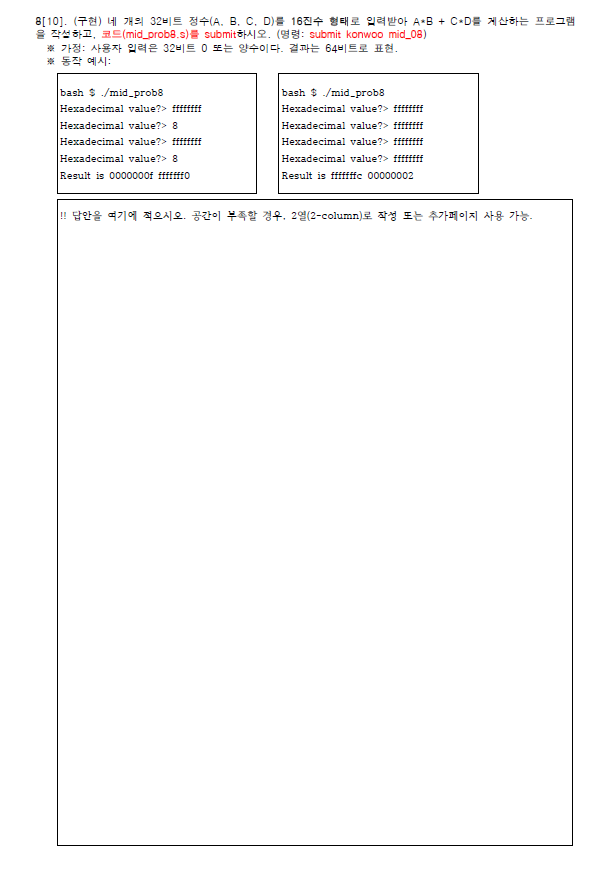 8[10]. (구현) 네 개의 32비트 정수(A, B, C, D)를 16진수 형태로 입력받아 A*B + C*D를 계산하는 프로그램
을 작성하고, 코드(mid_prob8.s)를 submit하시오. (명령: submit konwoo mid_08)
※ 가정: 사용자 입력은 32비트 0 또는 양수이다. 결과는 64비트로 표현.
※ 동작 예시:
bash $ ./mid_prob8
Hexadecimal value?> ffffffff
Hexadecimal value?> 8
Hexadecimal value?> ffffffff
Hexadecimal value?> 8
Result is 0000000f fffffff0
bash $ ./mid_prob8
Hexadecimal value?> ffffffff
Hexadecimal value?> ffffffff
Hexadecimal value?> ffffffff
Hexadecimal value?> ffffffff
Result is fffffffc 00000002
!! 답안을 여기에 적으시오. 공간이 부족할 경우, 2열(2-column)로 작성 또는 추가페이지 사용 가능.